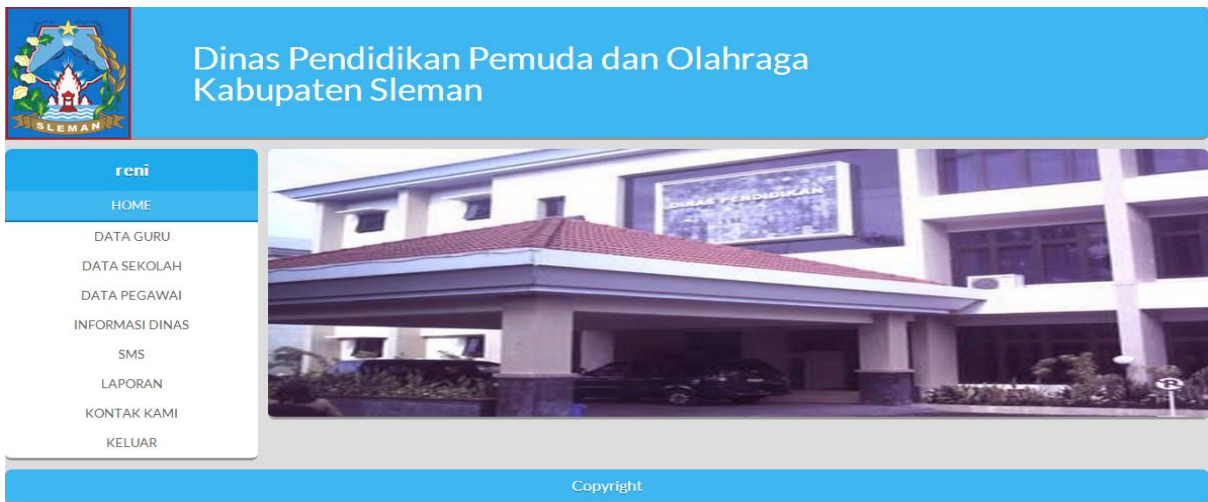 Dinas Pendidikan Pemuda dan Olahraga
Kabupaten Sleman
SLEMAN
reni
HOME
DATA GURU
DATA SEKOLAH
DATA PEGAWAI
INFORMASI DINAS
SMS
LAPORAN
KONTAK KAMI
KELUAR
DINAS PENDIDIKAN
Copyright